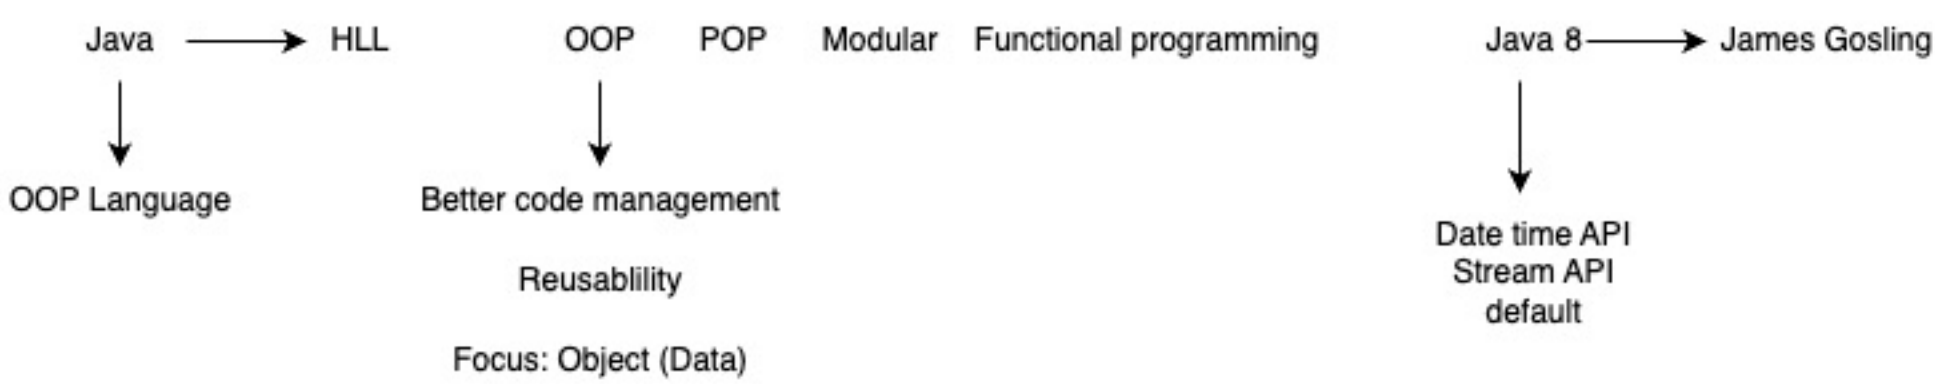 Java HLL OOP POP Modular Functional programming Java 8 James Gosling
OOP Language Better code management
Date time API
Stream API
Reusablility
default
Focus: Object (Data)